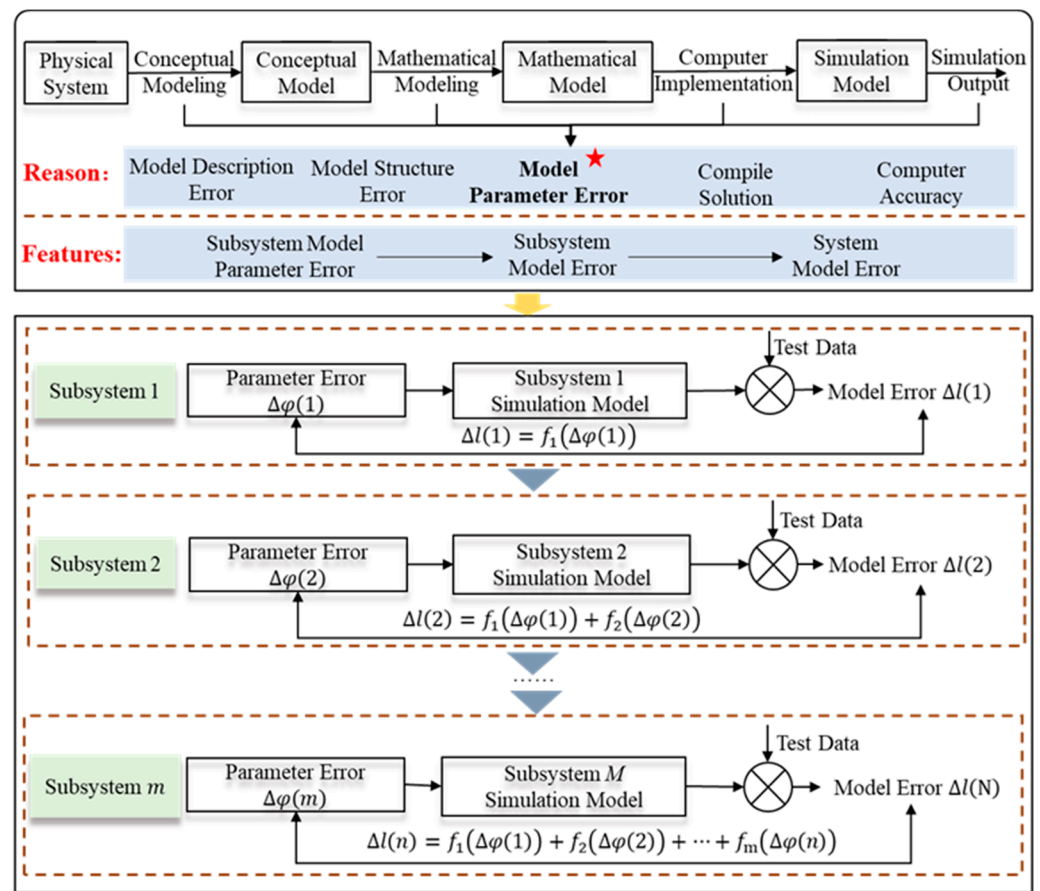 Physical System
Conceptual Modeling
Conceptual Model
Mathematical Modeling
Mathematical Model
Computer Implementation
Simulation Model
Simulation Output
Reason:
Model Description Error
Model Structure Error
Model Parameter Error
Compile Solution
Computer Accuracy
Features:
Subsystem Model Parameter Error
Subsystem Model Error
System Model Error
Subsystem 1
Parameter Error
Δφ(1)
Subsystem 1
Simulation Model
Test Data
Model Error Δl(1)
Δl(1) = f₁(Δφ(1))
Subsystem 2
Parameter Error
Δφ(2)
Subsystem 2
Simulation Model
Test Data
Model Error Δl(2)
Δl(2) = f₁(Δφ(1)) + f₂(Δφ(2))
......
Subsystem m
Parameter Error
Δφ(m)
Subsystem M
Simulation Model
Test Data
Model Error Δl(N)
Δl(n) = f₁(Δφ(1)) + f₂(Δφ(2)) + ⋯ + fₘ(Δφ(n))